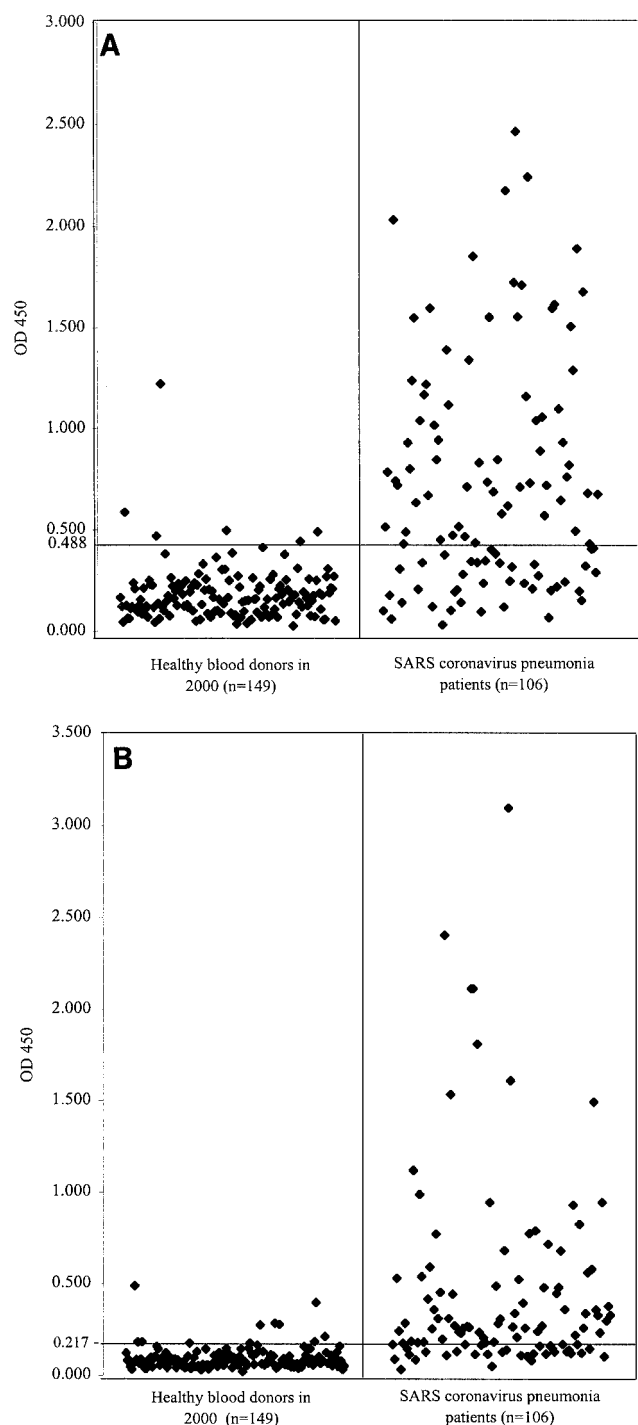 A
3.000
2.500
2.000
1.500
1.000
0.500
0.488
0.000
OD 450
Healthy blood donors in
2000 (n=149)
SARS coronavirus pneumonia
patients (n=106)
B
3.500
3.000
2.500
2.000
1.500
1.000
0.500
0.217
0.000
OD 450
Healthy blood donors in
2000 (n=149)
SARS coronavirus pneumonia
patients (n=106)